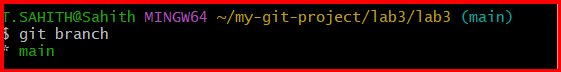 T.SAHITH@Sahith MINGW64 ~/my-git-project/lab3/lab3 (main)
$ git branch
* main